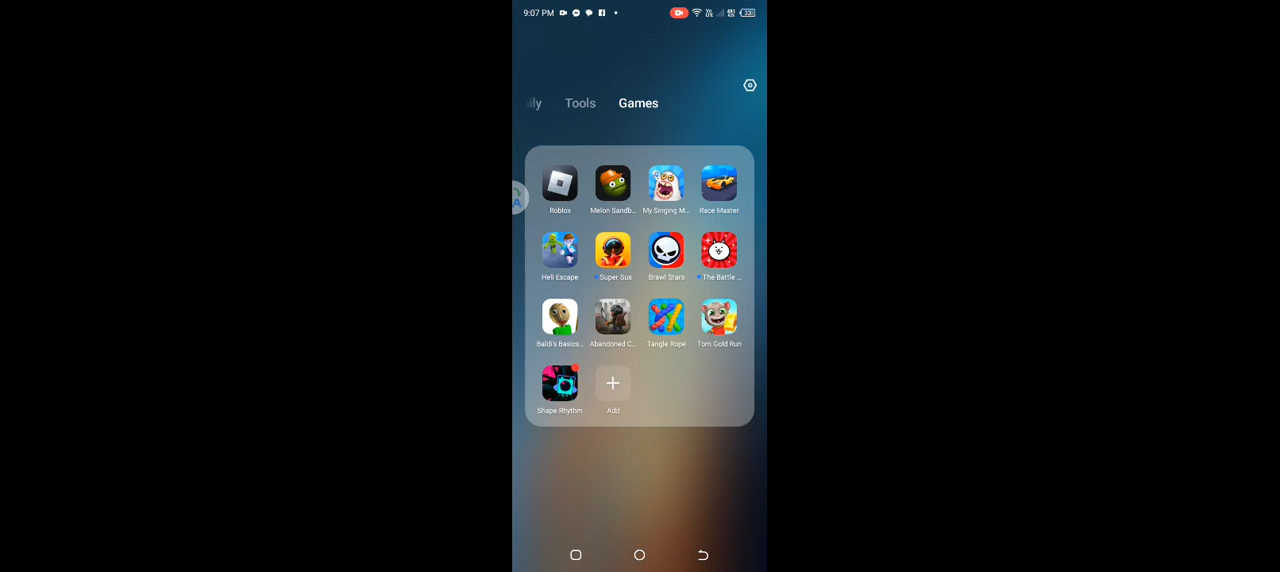 9:07 PM
Tools Games
Roblox Melon Sandb... My Singing M... Race Master
Heli Escape Super Sus Brawl Stars The Battle ...
Baldi's Basics... Abandoned C... Tangle Rope Tom Gold Run
Shape Rhythm Add